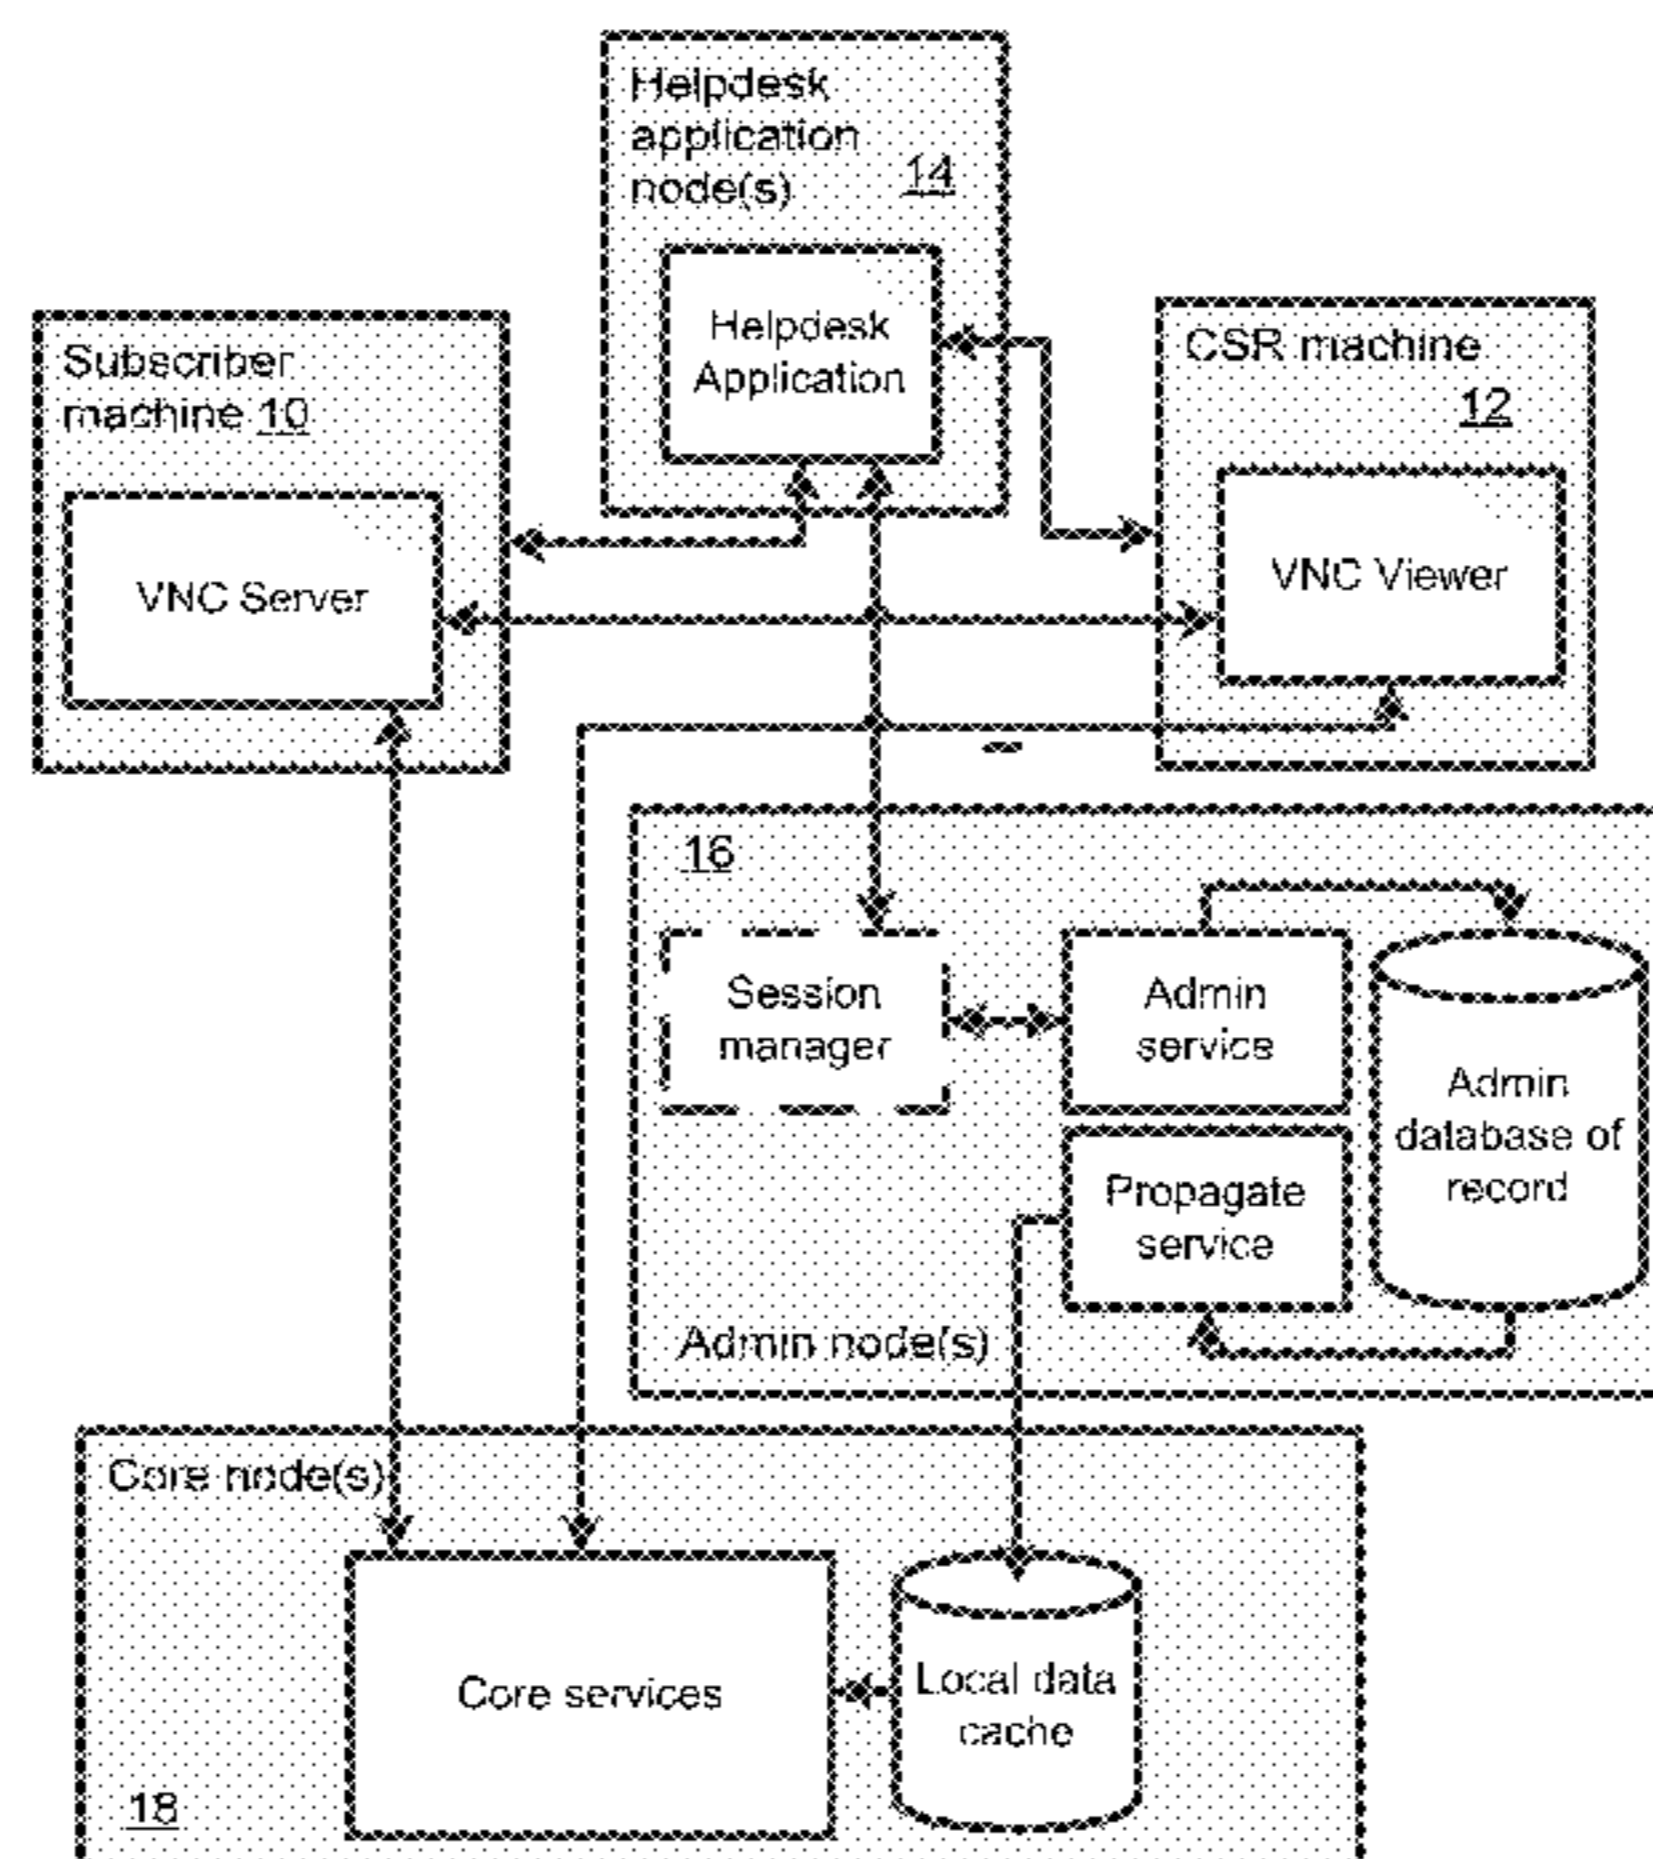 Helpdesk
application
node(s)
14
Helpdesk
Application
Subscriber
machine 10
VNC Server
CSR machine
12
VNC Viewer
16
Session
manager
Admin
service
Admin
database of
record
Propagate
service
Admin node(s)
Core node(s)
Core services
Local data
cache
18